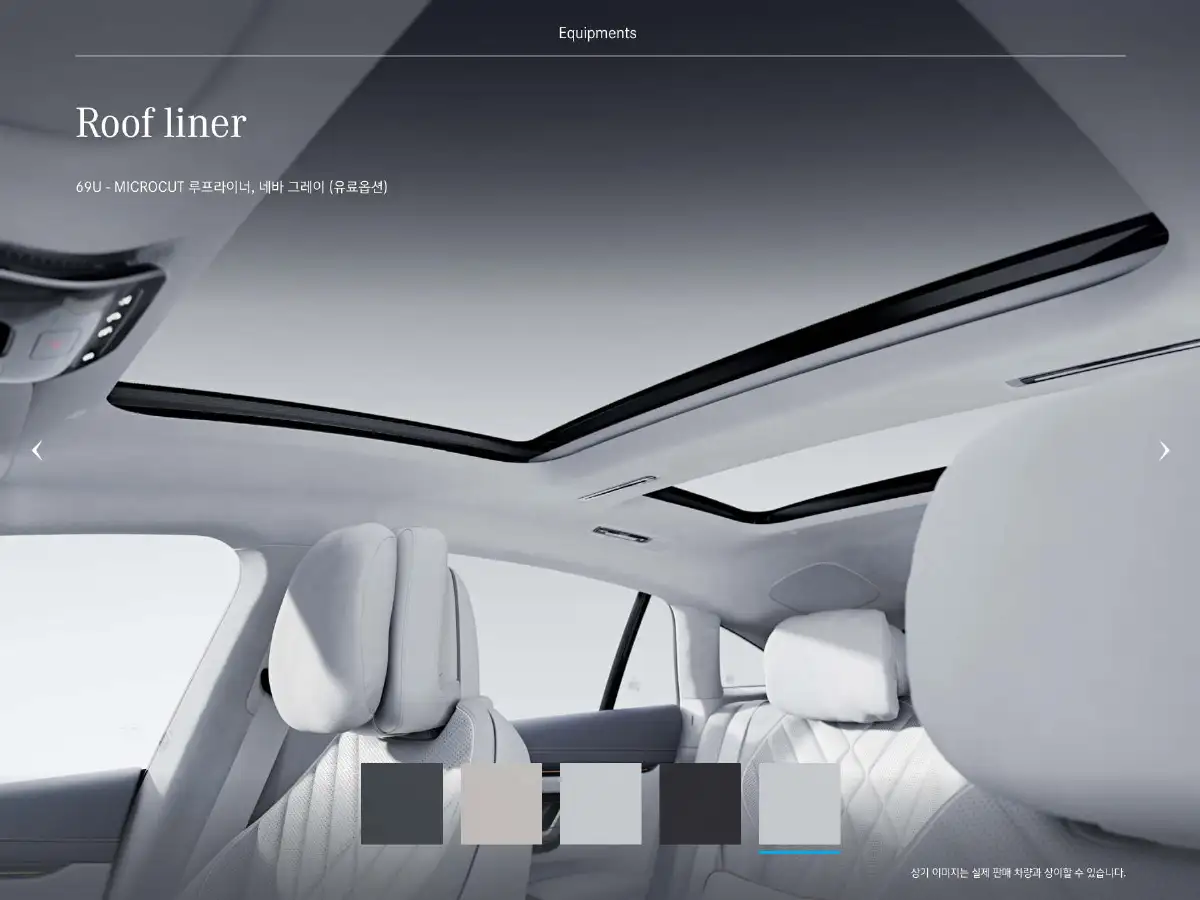 Equipments
Roof liner
69U - MICROCUT 루프라이너, 네바 그레이 (유료옵션)
상기 이미지는 실제 판매 차량과 상이할 수 있습니다.